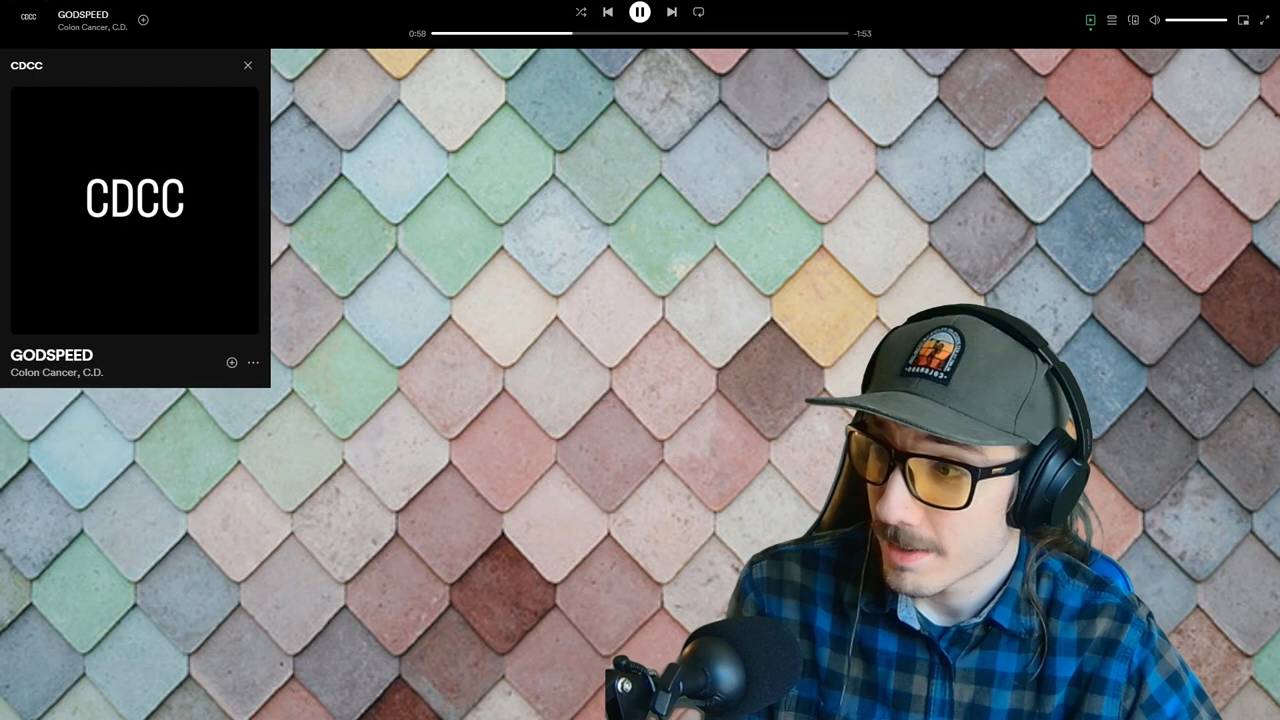 CDCC
GODSPEED
Colon Cancer, C.D.
0:58
-1:53
CDCC
CDCC
GODSPEED
Colon Cancer, C.D.